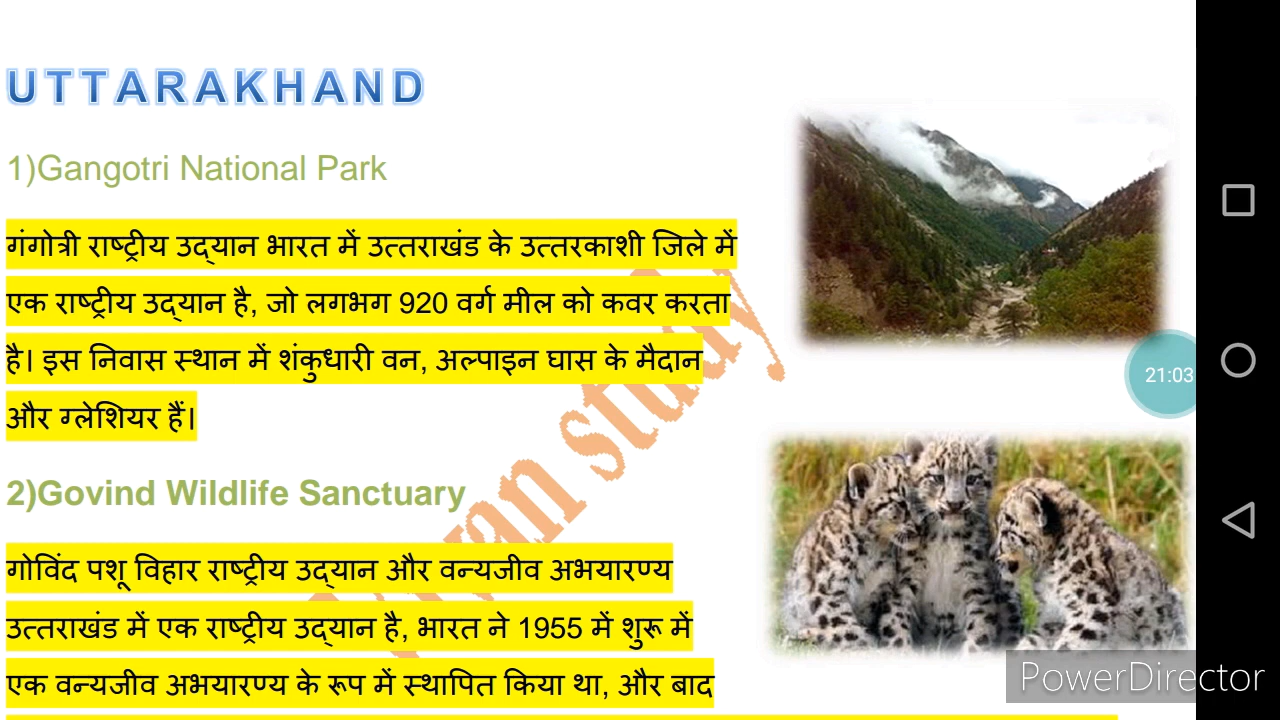 UTTARAKHAND
1)Gangotri National Park
गंगोत्री राष्ट्रीय उद्यान भारत में उत्तराखंड के उत्तरकाशी जिले में
एक राष्ट्रीय उद्यान है, जो लगभग 920 वर्ग मील को कवर करता
है। इस निवास स्थान में शंकुधारी वन, अल्पाइन घास के मैदान
और ग्लेशियर हैं।
21:03
2)Govind Wildlife Sanctuary
गोविंद पशू विहार राष्ट्रीय उद्यान और वन्यजीव अभयारण्य
उत्तराखंड में एक राष्ट्रीय उद्यान है, भारत ने 1955 में शुरू में
एक वन्यजीव अभयारण्य के रूप में स्थापित किया था, और बाद
study
PowerDirector